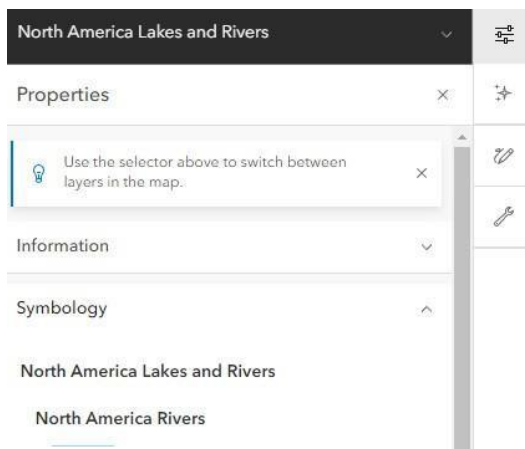 North America Lakes and Rivers
Properties
Use the selector above to switch between
layers in the map.
Information
Symbology
North America Lakes and Rivers
North America Rivers